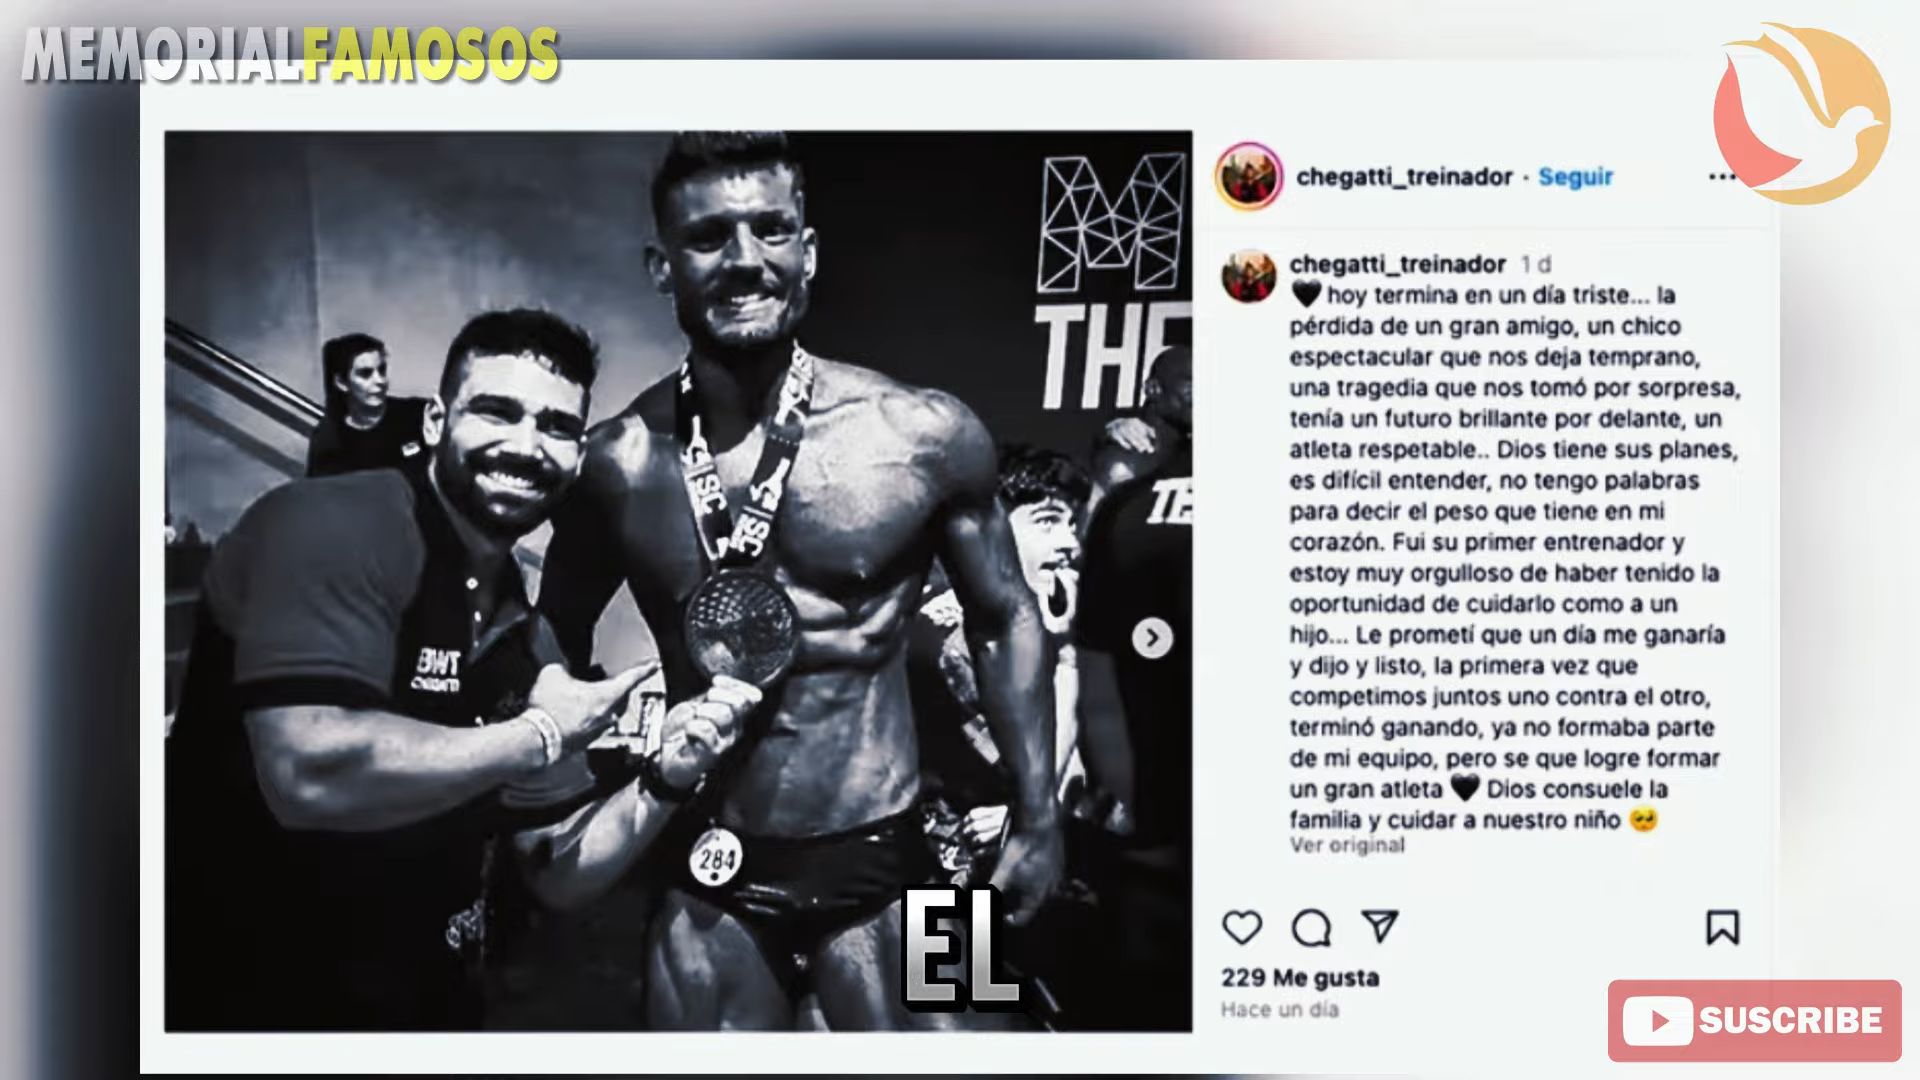 MEMORIALFAMOSOS
chegatti_treinador · Seguir
chegatti_treinador 1 d
🖤 hoy termina en un día triste... la
pérdida de un gran amigo, un chico
espectacular que nos deja temprano,
una tragedia que nos tomó por sorpresa,
tenía un futuro brillante por delante, un
atleta respetable.. Dios tiene sus planes,
es difícil entender, no tengo palabras
para decir el peso que tiene en mi
corazón. Fui su primer entrenador y
estoy muy orgulloso de haber tenido la
oportunidad de cuidarlo como a un
hijo... Le prometí que un día me ganaría
y dijo y listo, la primera vez que
competimos juntos uno contra el otro,
terminó ganando, ya no formaba parte
de mi equipo, pero se que logre formar
un gran atleta 🖤 Dios consuele la
familia y cuidar a nuestro niño 🥺
Ver original
229 Me gusta
Hace un día
M
THE
SC
SC
TE
BWT
284
EL
SUSCRIBE